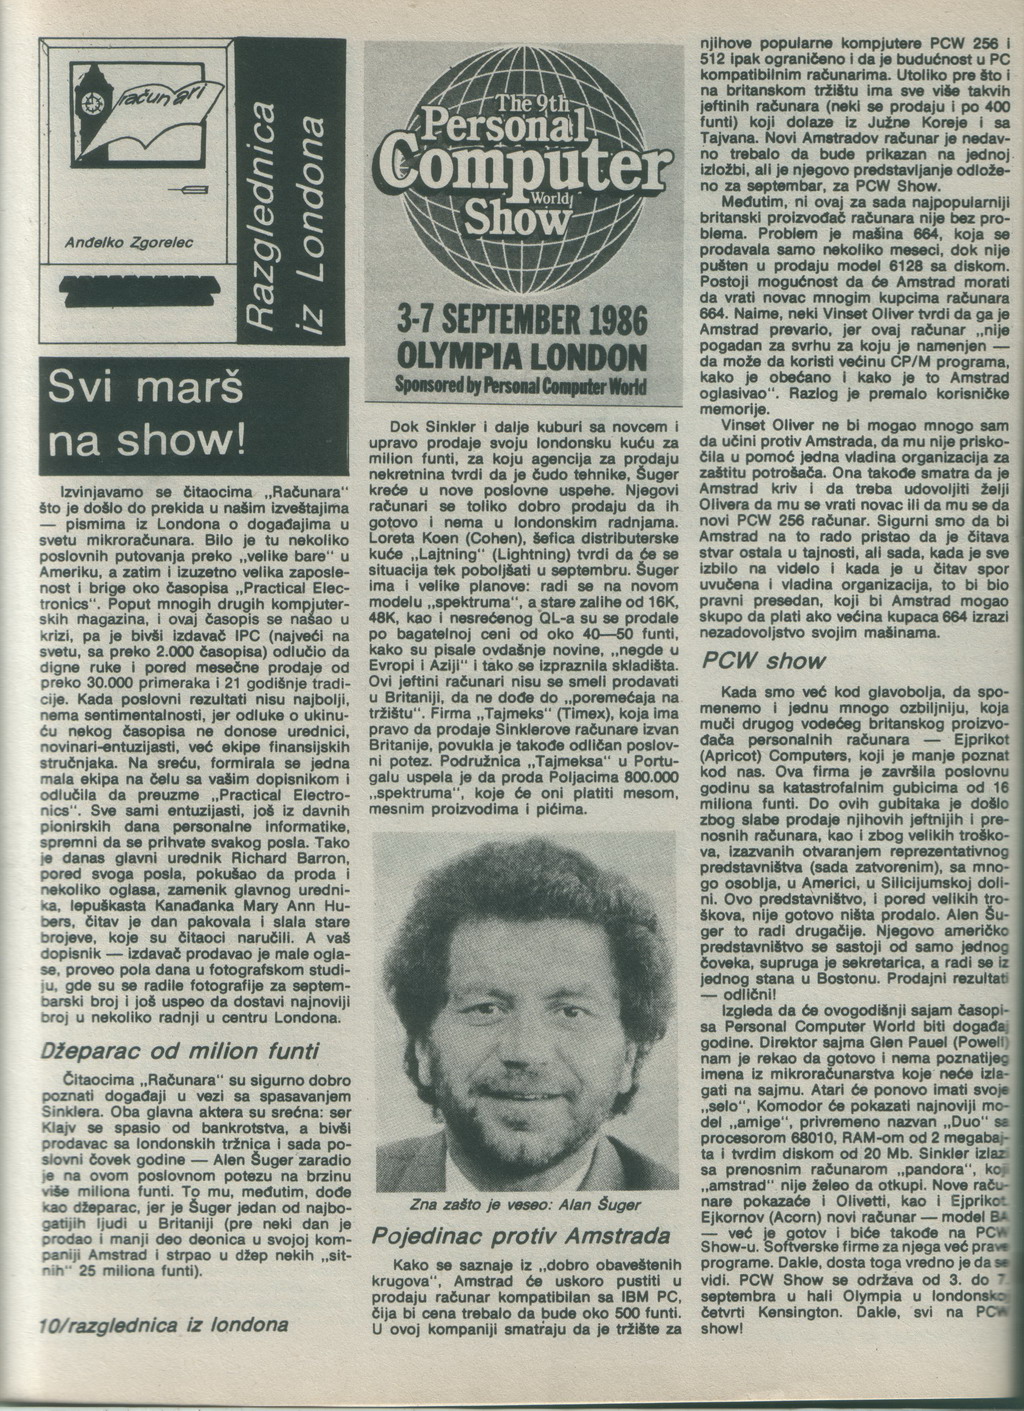 računari
Anđelko Zgorelec
Razglednica
iz Londona
Svi marš
na show!
Izvinjavamo se čitaocima „Računara"
što je došlo do prekida u našim izveštajima
— pismima iz Londona o događajima u
svetu mikroračunara. Bilo je tu nekoliko
poslovnih putovanja preko „velike bare" u
Ameriku, a zatim i izuzetno velika zaposle-
nost i brige oko časopisa „Practical Elec-
tronics". Poput mnogih drugih kompjuter-
skih magazina, i ovaj časopis se našao u
krizi, pa je bivši izdavač IPC (najveći na
svetu, sa preko 2.000 časopisa) odlučio da
digne ruke i pored mesečne prodaje od
preko 30.000 primeraka i 21 godišnje tradi-
cije. Kada poslovni rezultati nisu najbolji,
nema sentimentalnosti, jer odluke o ukinu-
ću nekog časopisa ne donose urednici,
novinari-entuzijasti, već ekipe finansijskih
stručnjaka. Na sreću, formirala se jedna
mala ekipa na čelu sa vašim dopisnikom i
odlučila da preuzme „Practical Electro-
nics". Sve sami entuzijasti, još iz davnih
pionirskih dana personalne informatike,
spremni da se prihvate svakog posla. Tako
je danas glavni urednik Richard Barron,
pored svoga posla, pokušao da proda i
nekoliko oglasa, zamenik glavnog uredni-
ka, lepuškasta Kanađanka Mary Ann Hu-
bers, čitav je dan pakovala i slala stare
brojeve, koje su čitaoci naručili. A vaš
dopisnik — izdavač prodavao je male ogla-
se, proveo pola dana u fotografskom studi-
ju, gde su se radile fotografije za septem-
barski broj i još uspeo da dostavi najnoviji
broj u nekoliko radnji u centru Londona.
Džeparac od milion funti
Čitaocima „Računara" su sigurno dobro
poznati događaji u vezi sa spasavanjem
Sinklera. Oba glavna aktera su srećna: ser
Klajv se spasio od bankrotstva, a bivši
prodavac sa londonskih tržnica i sada po-
slovni čovek godine — Alen Šuger zaradio
je na ovom poslovnom potezu na brzinu
više miliona funti. To mu, međutim, dođe
kao džeparac, jer je Šuger jedan od najbo-
gatijih ljudi u Britaniji (pre neki dan je
prodao i manji deo deonica u svojoj kom-
paniji Amstrad i strpao u džep nekih „sit-
nih" 25 miliona funti).
10/razglednica iz londona
The 9th
Personal
Computer
World
Show
3-7 SEPTEMBER 1986
OLYMPIA LONDON
Sponsored by Personal Computer World
Dok Sinkler i dalje kuburi sa novcem i
upravo prodaje svoju londonsku kuću za
milion funti, za koju agencija za prodaju
nekretnina tvrdi da je čudo tehnike, Šuger
kreće u nove poslovne uspehe. Njegovi
računari se toliko dobro prodaju da ih
gotovo i nema u londonskim radnjama.
Loreta Koen (Cohen), šefica distributerske
kuće „Lajtning" (Lightning) tvrdi da će se
situacija tek poboljšati u septembru. Šuger
ima i velike planove: radi se na novom
modelu „spektruma", a stare zalihe od 16K,
48K, kao i nesrećenog QL-a su se prodale
po bagatelnoj ceni od oko 40—50 funti,
kako su pisale ovdašnje novine, „negde u
Evropi i Aziji" i tako se izpraznila skladišta.
Ovi jeftini računari nisu se smeli prodavati
u Britaniji, da ne dođe do „poremećaja na
tržištu". Firma „Tajmeks" (Timex), koja ima
pravo da prodaje Sinklerove računare izvan
Britanije, povukla je takođe odličan poslov-
ni potez. Podružnica „Tajmeksa" u Portu-
galu uspela je da proda Poljacima 800.000
„spektruma", koje će oni platiti mesom,
mesnim proizvodima i pićima.
Zna zašto je veseo: Alan Šuger
Pojedinac protiv Amstrada
Kako se saznaje iz „dobro obaveštenih
krugova", Amstrad će uskoro pustiti u
prodaju računar kompatibilan sa IBM PC,
čija bi cena trebalo da bude oko 500 funti.
U ovoj kompaniji smatraju da je tržište za
njihove popularne kompjutere PCW 256 i
512 ipak ograničeno i da je budućnost u PC
kompatibilnim računarima. Utoliko pre što i
na britanskom tržištu ima sve više takvih
jeftinih računara (neki se prodaju i po 400
funti) koji dolaze iz Južne Koreje i sa
Tajvana. Novi Amstradov računar je nedav-
no trebalo da bude prikazan na jednoj
izložbi, ali je njegovo predstavljanje odlože-
no za septembar, za PCW Show.
Međutim, ni ovaj za sada najpopularniji
britanski proizvođač računara nije bez pro-
blema. Problem je mašina 664, koja se
prodavala samo nekoliko meseci, dok nije
pušten u prodaju model 6128 sa diskom.
Postoji mogućnost da će Amstrad morati
da vrati novac mnogim kupcima računara
664. Naime, neki Vinset Oliver tvrdi da ga je
Amstrad prevario, jer ovaj računar „nije
pogadan za svrhu za koju je namenjen —
da može da koristi većinu CP/M programa,
kako je obećano i kako je to Amstrad
oglasivao". Razlog je premalo korisničke
memorije.
Vinset Oliver ne bi mogao mnogo sam
da učini protiv Amstrada, da mu nije prisko-
čila u pomoć jedna vladina organizacija za
zaštitu potrošača. Ona takođe smatra da je
Amstrad kriv i da treba udovoljiti želji
Olivera da mu se vrati novac ili da mu se da
novi PCW 256 računar. Sigurni smo da bi
Amstrad na to rado pristao da je čitava
stvar ostala u tajnosti, ali sada, kada je sve
izbilo na videlo i kada je u čitav spor
uvučena i vladina organizacija, to bi bio
pravni presedan, koji bi Amstrad mogao
skupo da plati ako većina kupaca 664 izrazi
nezadovoljstvo svojim mašinama.
PCW show
Kada smo već kod glavobolja, da spo-
menemo i jednu mnogo ozbiljniju, koja
muči drugog vodećeg britanskog proizvo-
đača personalnih računara — Ejprikot
(Apricot) Computers, koji je manje poznat
kod nas. Ova firma je završila poslovnu
godinu sa katastrofalnim gubicima od 16
miliona funti. Do ovih gubitaka je došlo
zbog slabe prodaje njihovih jeftnijih i pre-
nosnih računara, kao i zbog velikih troško-
va, izazvanih otvaranjem reprezentativnog
predstavništva (sada zatvorenim), sa mno-
go osoblja, u Americi, u Silicijumskoj doli-
ni. Ovo predstavništvo, i pored velikih tro-
škova, nije gotovo ništa prodalo. Alen Šu-
ger to radi drugačije. Njegovo američko
predstavništvo se sastoji od samo jednog
čoveka, supruga je sekretarica, a radi se iz
jednog stana u Bostonu. Prodajni rezultati
— odlični!
Izgleda da će ovogodišnji sajam časopi-
sa Personal Computer World biti događaj
godine. Direktor sajma Glen Pauel (Powell)
nam je rekao da gotovo i nema poznatijeg
imena iz mikroračunarstva koje neće izla-
gati na sajmu. Atari će ponovo imati svoje
„selo", Komodor će pokazati najnoviji mo-
del „amige", privremeno nazvan „Duo" sa
procesorom 68010, RAM-om od 2 megabaj-
ta i tvrdim diskom od 20 Mb. Sinkler izlazi
sa prenosnim računarom „pandora", koji
„amstrad" nije želeo da otkupi. Nove raču-
nare pokazaće i Olivetti, kao i Ejprikot.
Ejkornov (Acorn) novi računar — model BA
— već je gotov i biće takođe na PCW
Show-u. Softverske firme za njega već prave
programe. Dakle, dosta toga vredno je da se
vidi. PCW Show se održava od 3. do 7.
septembra u hali Olympia u londonskoj
četvrti Kensington. Dakle, svi na PCW
show!